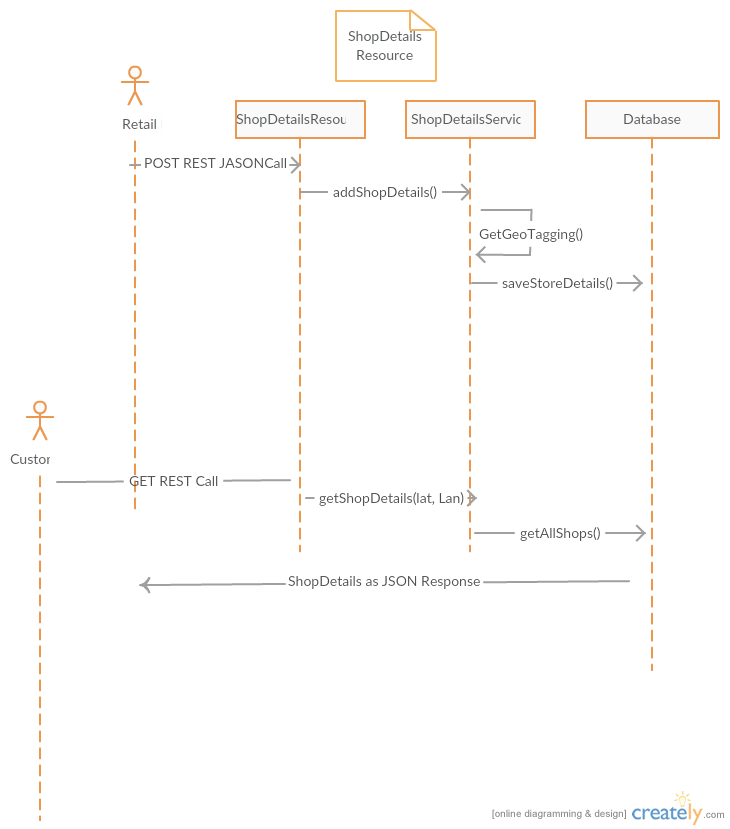 ShopDetails
Resource
Retail
ShopDetailsResou
ShopDetailsServic
Database
POST REST JASONCall
addShopDetails()
GetGeoTagging()
saveStoreDetails()
Custor
GET REST Call
getShopDetails(lat, Lan)
getAllShops()
ShopDetails as JSON Response
[online diagramming & design] creately.com